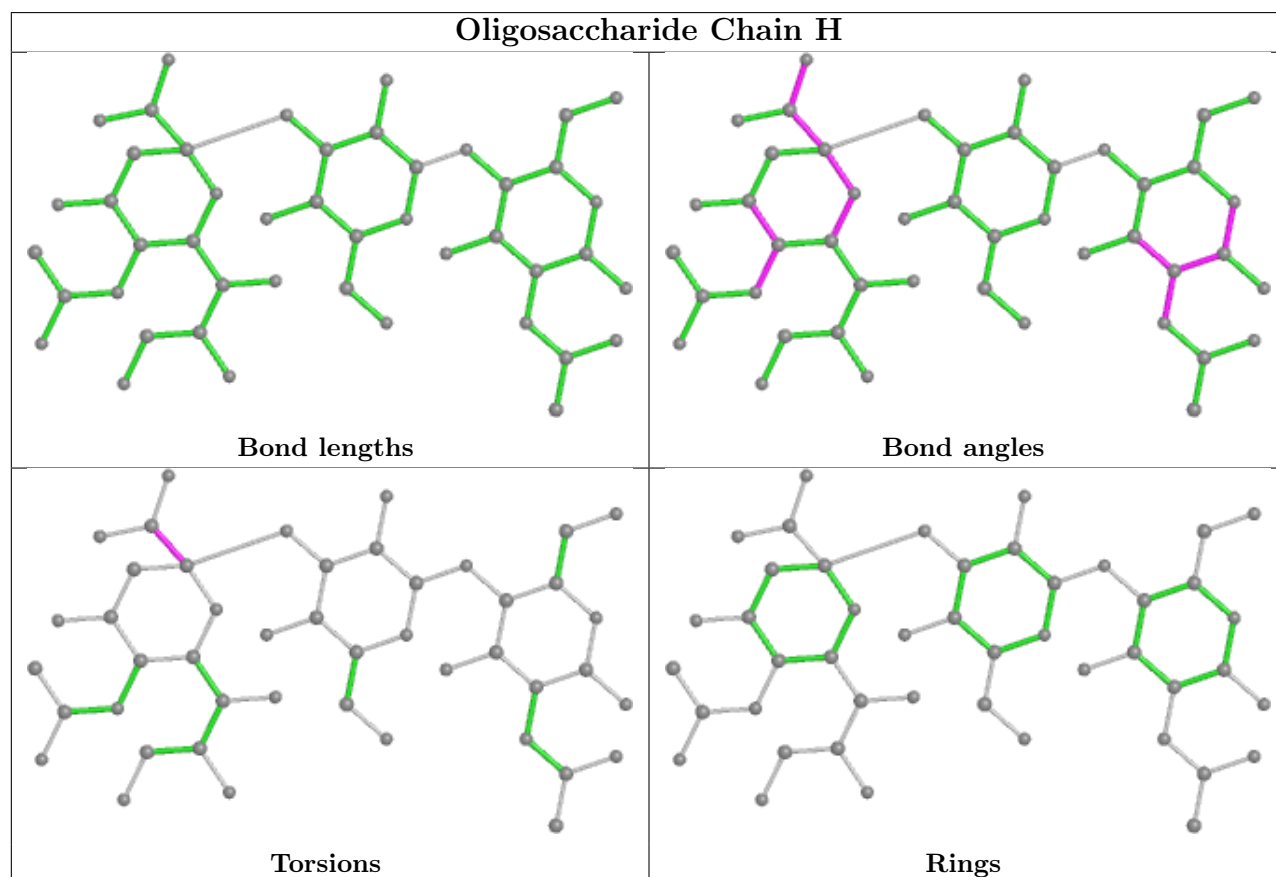 Oligosaccharide Chain H
Bond lengths
Bond angles
Torsions
Rings